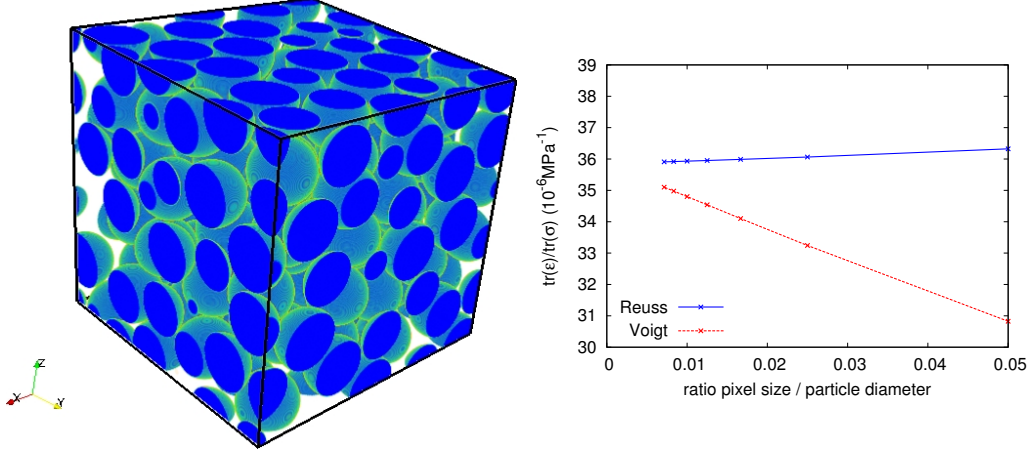 Z
X
Y
39
38
37
36
35
34
33
32
31
30
tr(ε)/tr(σ) (10⁻⁶MPa⁻¹)
Reuss
Voigt
0 0.01 0.02 0.03 0.04 0.05
ratio pixel size / particle diameter